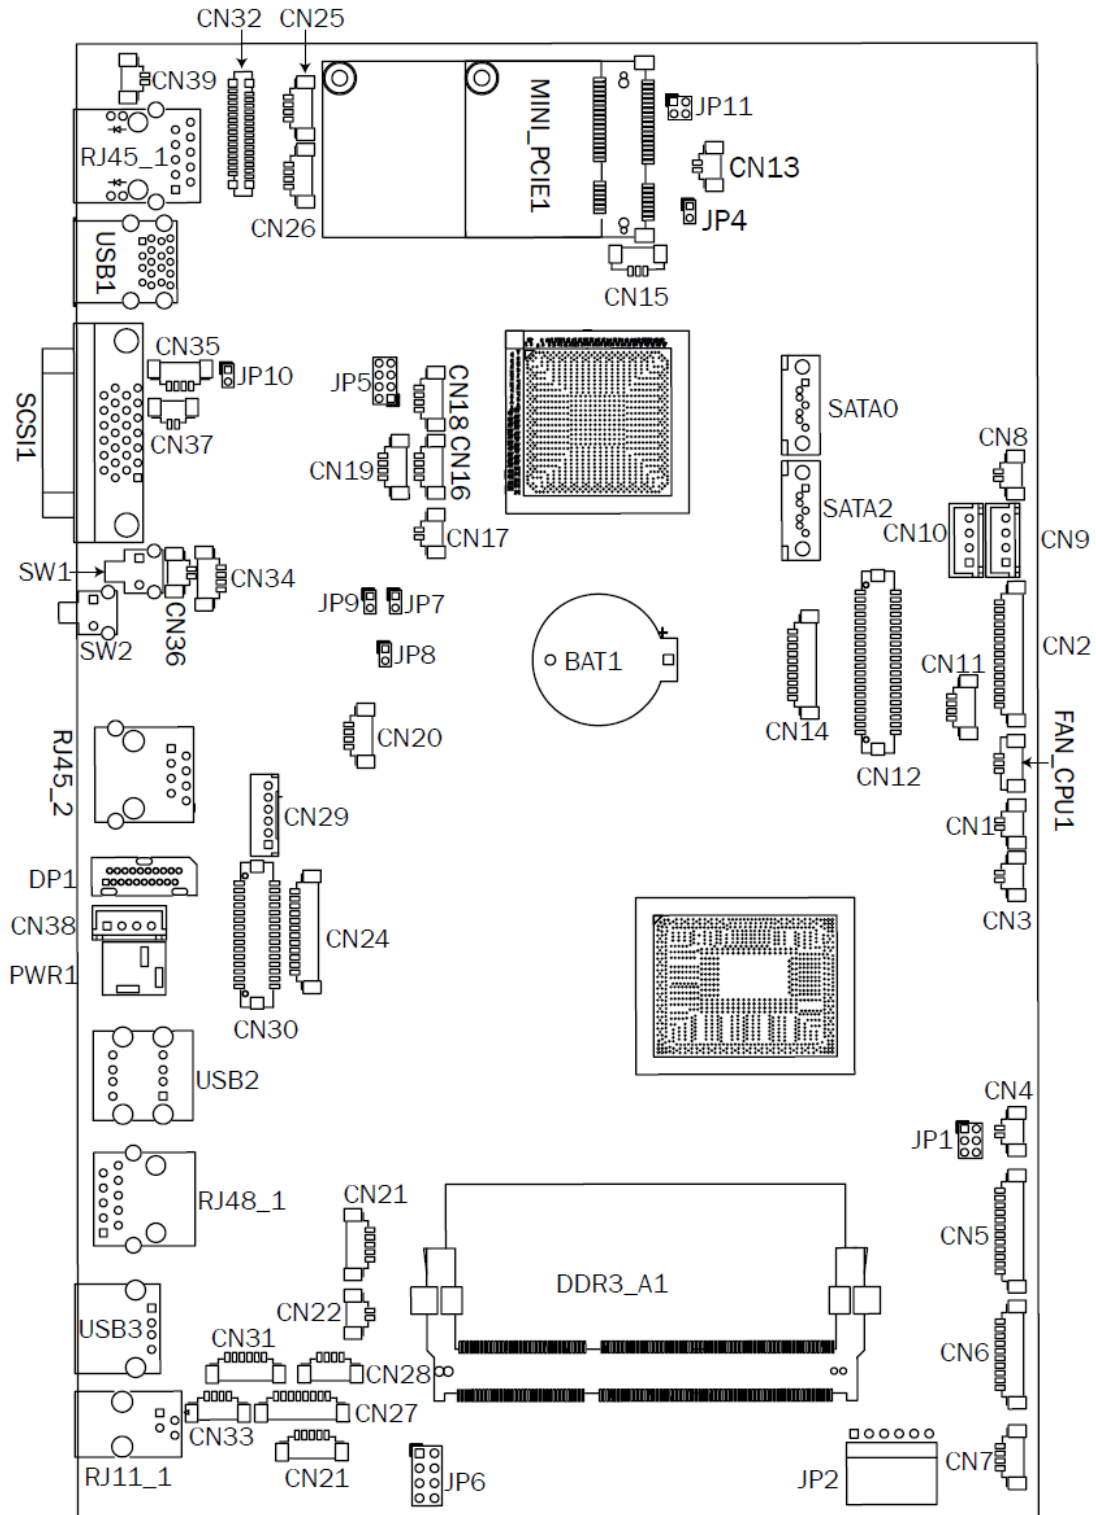 CN32 CN25
CN39
RJ45_1
CN26
MINI_PCIE1
JP11
CN13
JP4
CN15
USB1
CN35
JP10
CN37
SCSI1
JP5
CN18
CN19
CN16
CN17
SATA0
SATA2
CN8
CN10
CN9
SW1
CN34
CN36
SW2
JP9
JP7
JP8
BAT1
CN2
CN11
CN14
CN12
FAN_CPU1
CN20
RJ45_2
CN29
CN1
CN3
DP1
CN38
CN24
PWR1
CN30
USB2
CN4
JP1
RJ48_1
CN21
CN5
DDR3_A1
CN22
USB3
CN31
CN28
CN6
CN27
CN33
CN21
RJ11_1
JP6
JP2
CN7